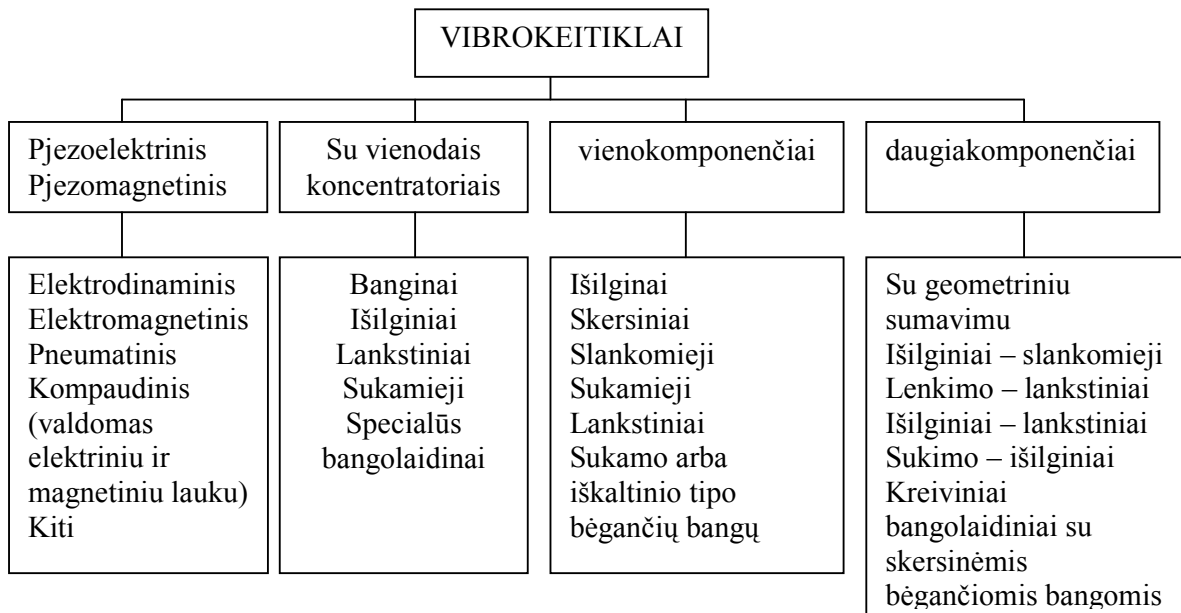 VIBROKEITIKLAI
Pjezoelektrinis
Pjezomagnetinis
Su vienodais
koncentratoriais
vienokomponenčiai
daugiakomponenčiai
Elektrodinaminis
Elektromagnetinis
Pneumatinis
Kompaudinis
(valdomas
elektriniu ir
magnetiniu lauku)
Kiti
Banginai
Išilginiai
Lankstiniai
Sukamieji
Specialūs
bangolaidinai
Išilginai
Skersiniai
Slankomieji
Sukamieji
Lankstiniai
Sukamo arba
iškaltinio tipo
bėgančių bangų
Su geometriniu
sumavimu
Išilginiai – slankomieji
Lenkimo – lankstiniai
Išilginiai – lankstiniai
Sukimo – išilginiai
Kreiviniai
bangolaidiniai su
skersinėmis
bėgančiomis bangomis